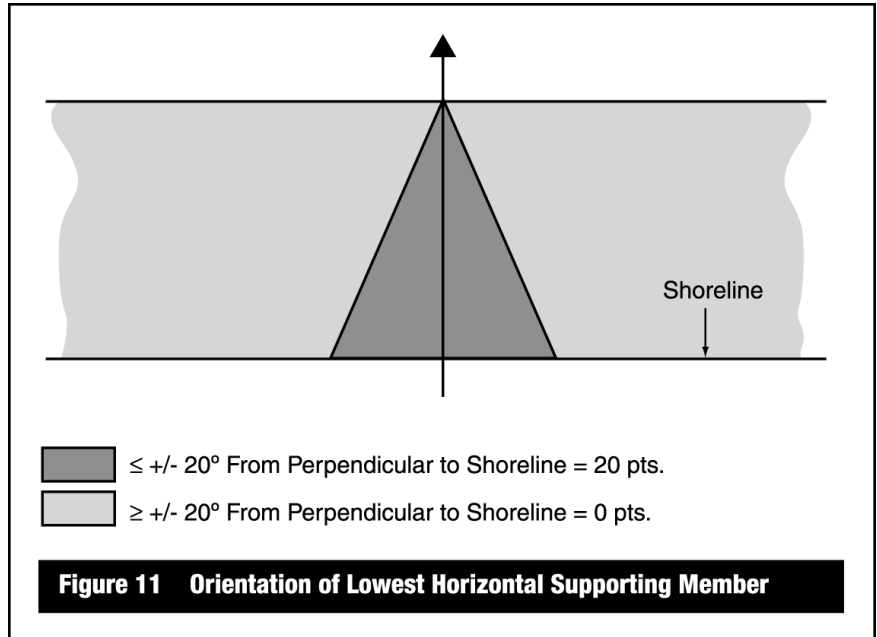 Shoreline
≤ +/- 20º From Perpendicular to Shoreline = 20 pts.
≥ +/- 20º From Perpendicular to Shoreline = 0 pts.
Figure 11 Orientation of Lowest Horizontal Supporting Member